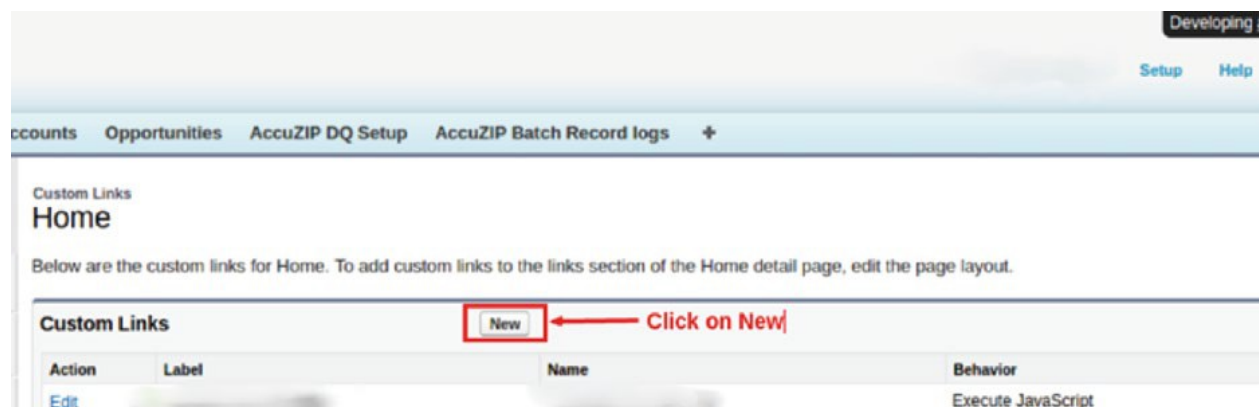 Developing
Setup Help
ccounts Opportunities AccuZIP DQ Setup AccuZIP Batch Record logs +
Custom Links
Home
Below are the custom links for Home. To add custom links to the links section of the Home detail page, edit the page layout.
Custom Links New Click on New
Action Label Name Behavior
Edit Execute JavaScript